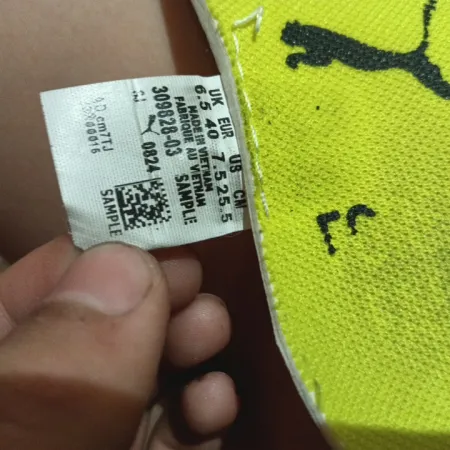 UK EUR US CM
6.5 40 7.5 25.5
MADE IN VIETNAM
FABRIQUE AU VIETNAM
309828-03 SAMPLE
0824
SAMPLE